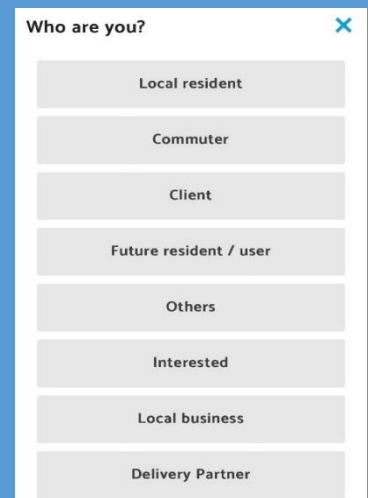 Who are you?
Local resident
Commuter
Client
Future resident / user
Others
Interested
Local business
Delivery Partner